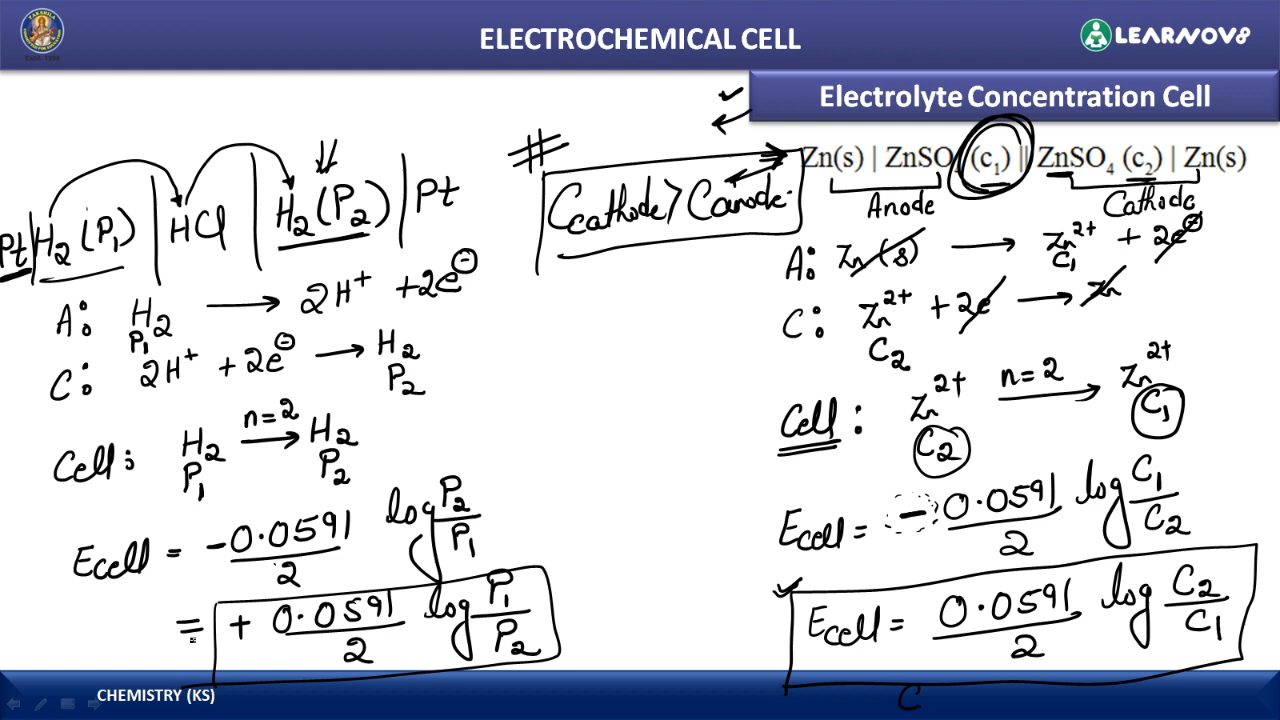 ELECTROCHEMICAL CELL
LEARNOV8
Electrolyte Concentration Cell
Pt | H₂ (P₁) | HCl | H₂ (P₂) | Pt
A: H₂ → 2H⁺ + 2e⊖
P₁
C: 2H⁺ + 2e⊖ → H₂
P₂
Cell: H₂ n=2 → H₂
P₁ P₂
Ecell = -0.0591/2 log P₂/P₁
= + 0.0591/2 log P₁/P₂
#
Ccathode > Canode
Zn(s) | ZnSO (c₁) || ZnSO₄ (c₂) | Zn(s)
Anode Cathode
A: Zn(s) → Zn²⁺ + 2e⊖
C₁
C: Zn²⁺ + 2e → Zn
C₂
Cell: Zn²⁺ n=2 → Zn²⁺
C₂ C₁
Ecell = - 0.0591/2 log C₁/C₂
Ecell = 0.0591/2 log C₂/C₁
C
CHEMISTRY (KS)